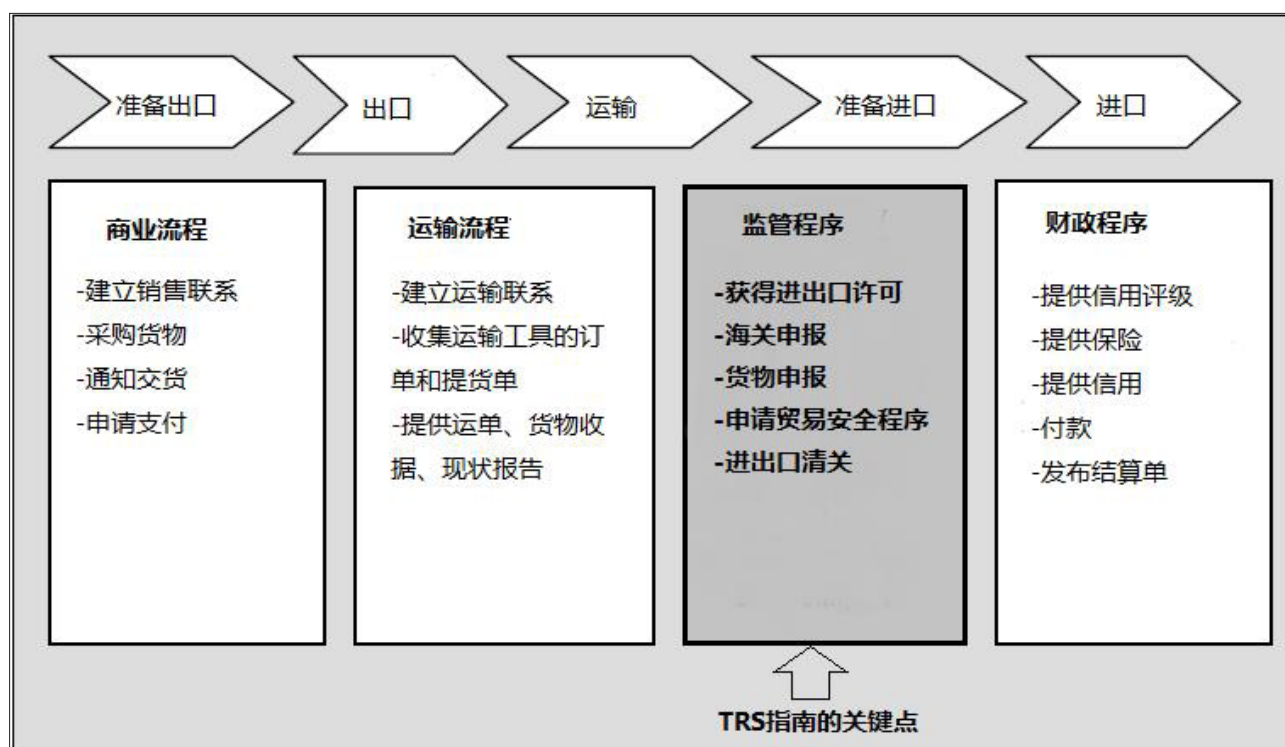 准备出口
出口
运输
准备进口
进口
商业流程
-建立销售联系
-采购货物
-通知交货
-申请支付
运输流程
-建立运输联系
-收集运输工具的订
单和提货单
-提供运单、货物收
据、现状报告
监管程序
-获得进出口许可
-海关申报
-货物申报
-申请贸易安全程序
-进出口清关
财政程序
-提供信用评级
-提供保险
-提供信用
-付款
-发布结算单
TRS指南的关键点